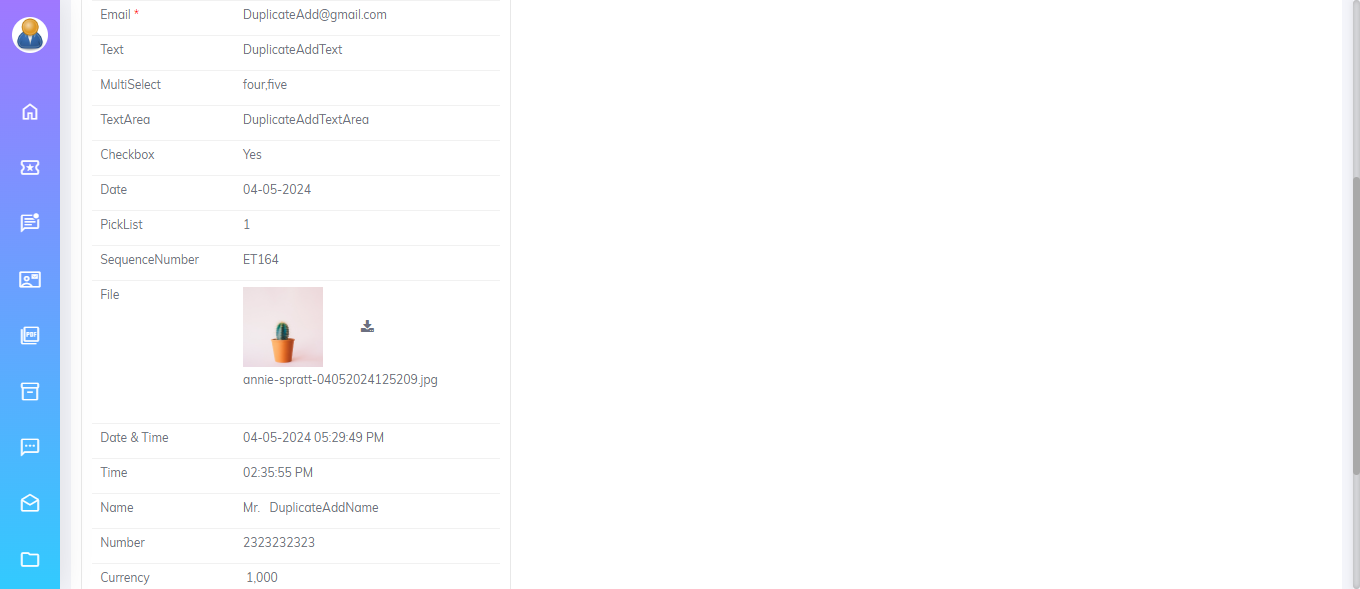 Email * DuplicateAdd@gmail.com
Text DuplicateAddText
MultiSelect four,five
TextArea DuplicateAddTextArea
Checkbox Yes
Date 04-05-2024
PickList 1
SequenceNumber ET164
File
annie-spratt-04052024125209.jpg
Date & Time 04-05-2024 05:29:49 PM
Time 02:35:55 PM
Name Mr. DuplicateAddName
Number 2323232323
Currency 1,000
PDF